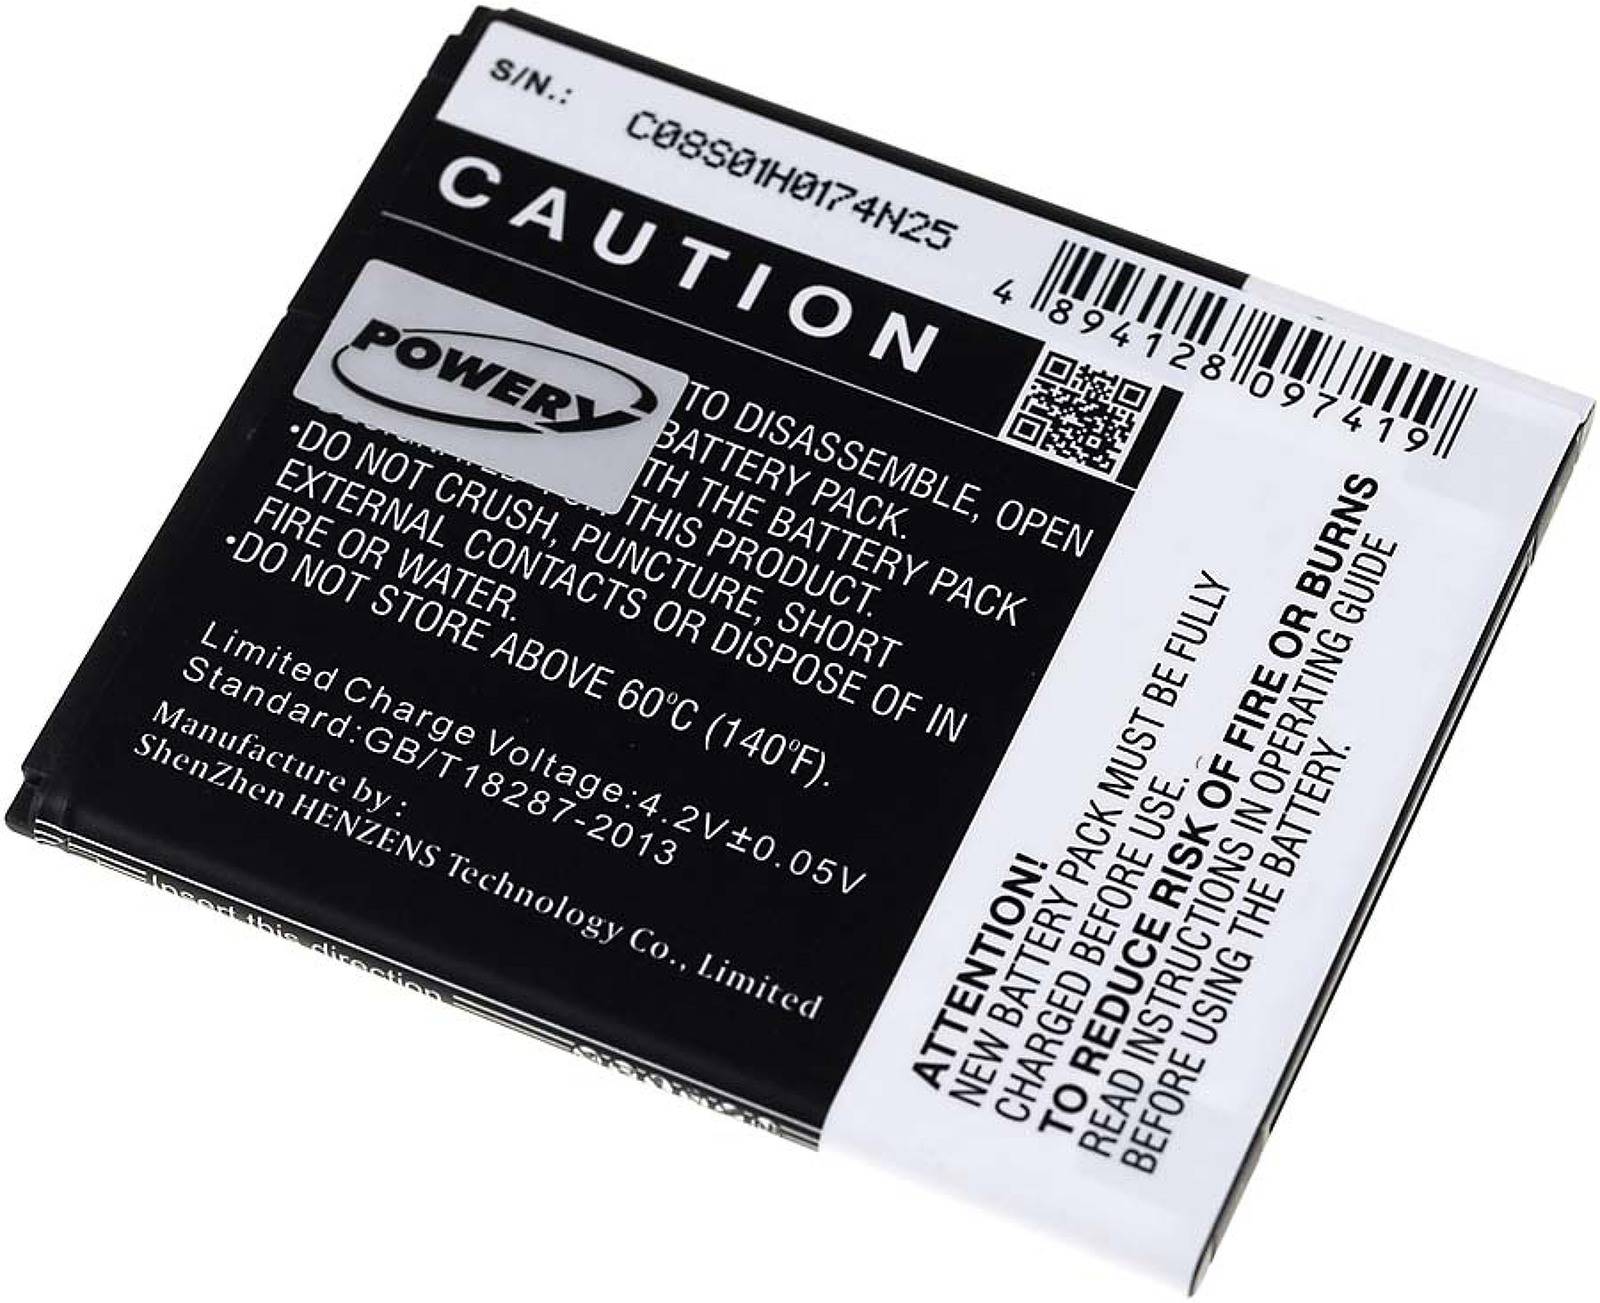 S/N.: C08S01H0174N25
4 894128 097419
CAUTION
POWERY
TO DISASSEMBLE, OPEN
BATTERY PACK.
TH THE BATTERY PACK
THIS PRODUCT.
•DO NOT CRUSH, PUNCTURE, SHORT
EXTERNAL CONTACTS OR DISPOSE OF IN
FIRE OR WATER.
•DO NOT STORE ABOVE 60°C (140°F).
Limited Charge Voltage:4.2V±0.05V
Standard:GB/T18287-2013
Manufacture by :
ShenZhen HENZENS Technology Co., Limited
Insert this direction
ATTENTION!
NEW BATTERY PACK MUST BE FULLY
CHARGED BEFORE USE.
TO REDUCE RISK OF FIRE OR BURNS
READ INSTRUCTIONS IN OPERATING GUIDE
BEFORE USING THE BATTERY.